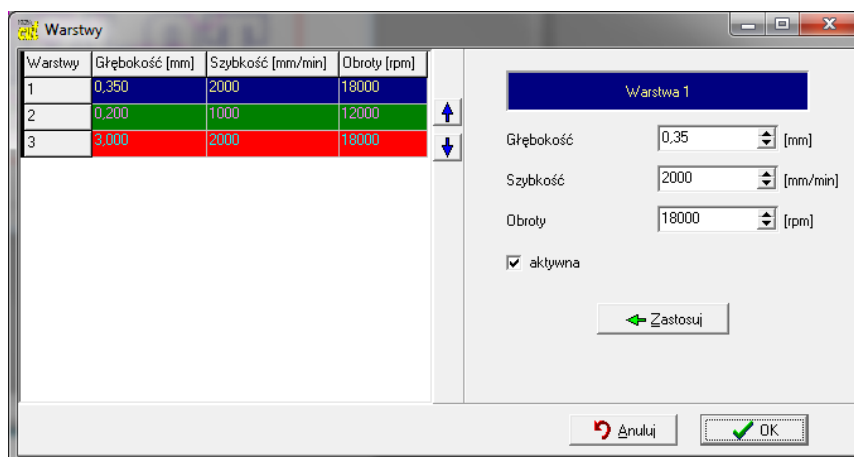 Warstwy
Warstwy Głębokość [mm] Szybkość [mm/min] Obroty [rpm]
1 0,350 2000 18000
2 0,200 1000 12000
3 3,000 2000 18000
Warstwa 1
Głębokość 0,35 [mm]
Szybkość 2000 [mm/min]
Obroty 18000 [rpm]
aktywna
Zastosuj
Anuluj OK